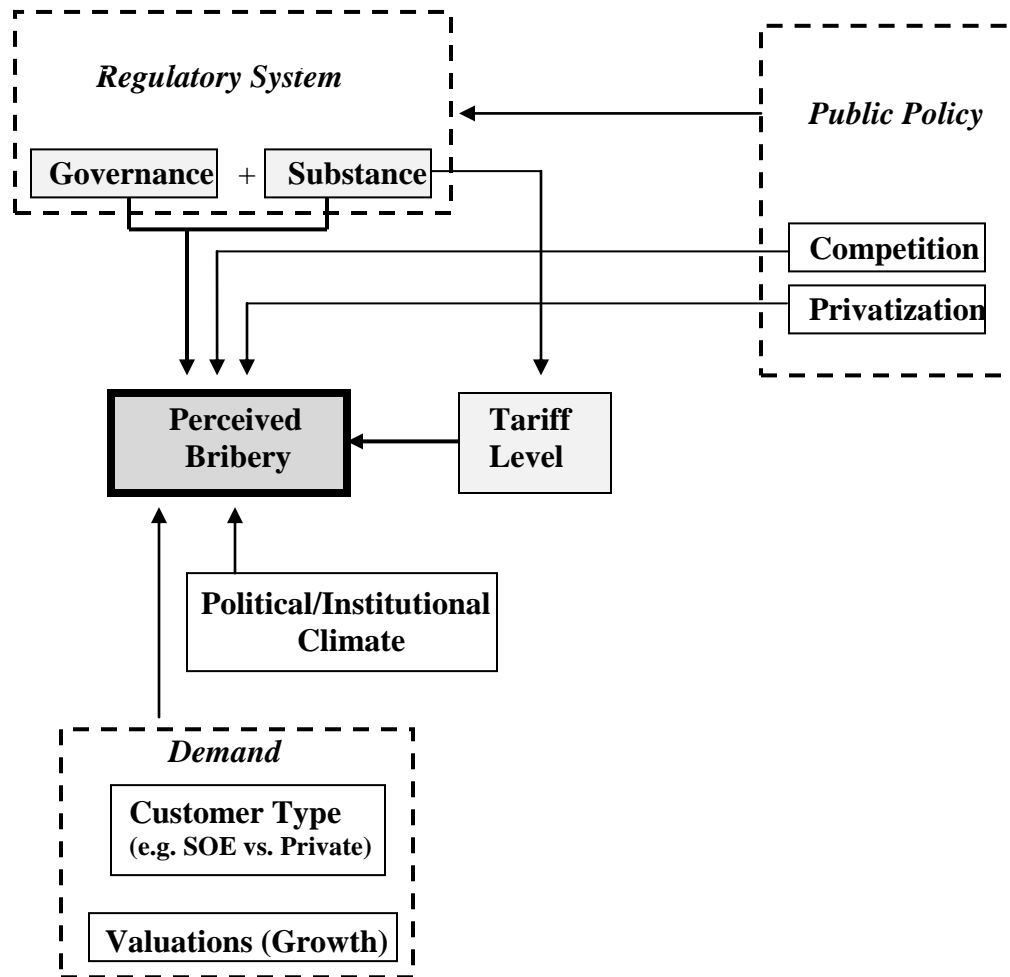 Regulatory System
Public Policy
Governance + Substance
Competition
Privatization
Perceived
Bribery
Tariff
Level
Political/Institutional
Climate
Demand
Customer Type
(e.g. SOE vs. Private)
Valuations (Growth)